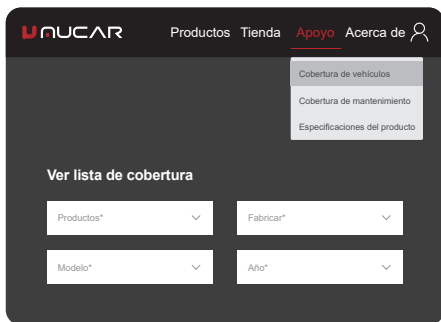 UNUCAR
Productos Tienda Apoyo Acerca de
Cobertura de vehículos
Cobertura de mantenimiento
Especificaciones del producto
Ver lista de cobertura
Productos* Fabricar*
Modelo* Año*